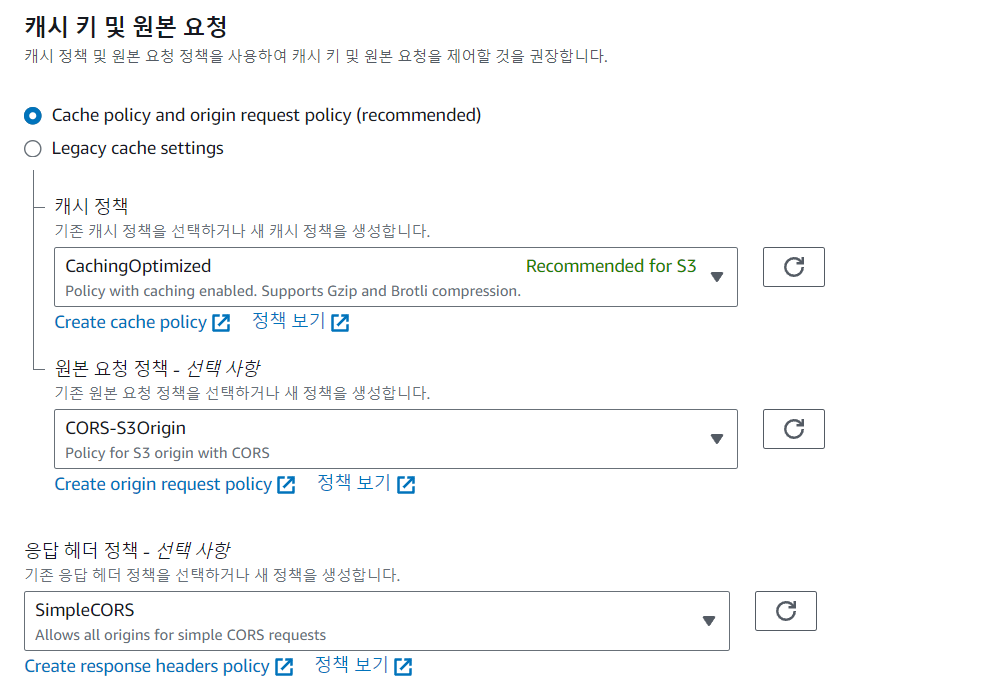 캐시 키 및 원본 요청
캐시 정책 및 원본 요청 정책을 사용하여 캐시 키 및 원본 요청을 제어할 것을 권장합니다.
Cache policy and origin request policy (recommended)
Legacy cache settings
캐시 정책
기존 캐시 정책을 선택하거나 새 캐시 정책을 생성합니다.
CachingOptimized Recommended for S3
Policy with caching enabled. Supports Gzip and Brotli compression.
Create cache policy 정책 보기
원본 요청 정책 - 선택 사항
기존 원본 요청 정책을 선택하거나 새 정책을 생성합니다.
CORS-S3Origin
Policy for S3 origin with CORS
Create origin request policy 정책 보기
응답 헤더 정책 - 선택 사항
기존 응답 헤더 정책을 선택하거나 새 정책을 생성합니다.
SimpleCORS
Allows all origins for simple CORS requests
Create response headers policy 정책 보기